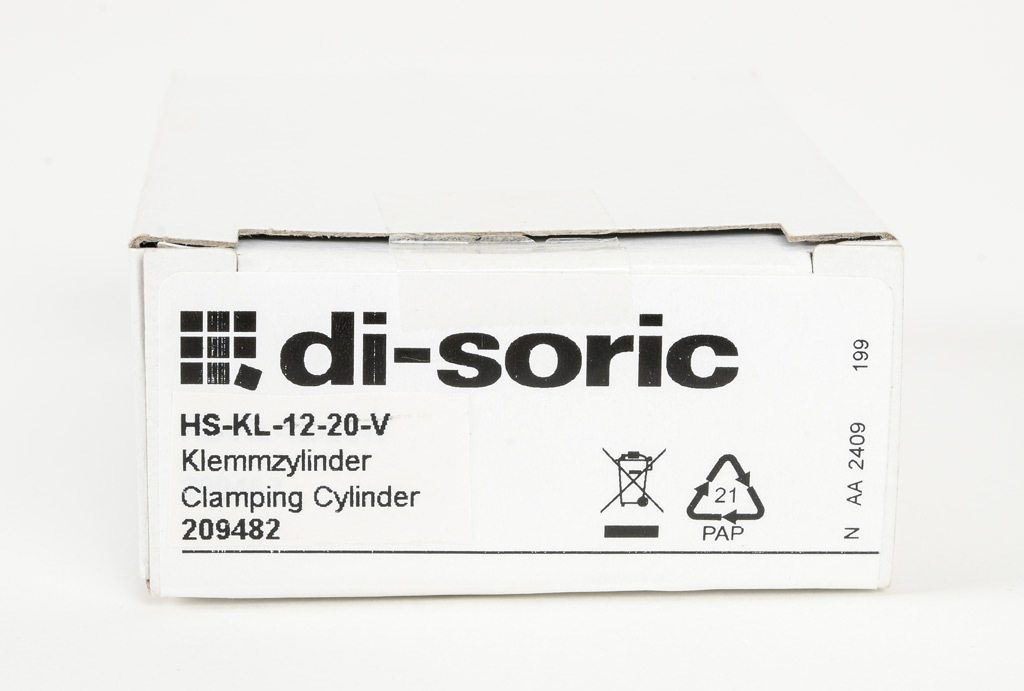 di-soric
HS-KL-12-20-V
Klemmzylinder
Clamping Cylinder
209482
21
PAP
N AA 2409 199